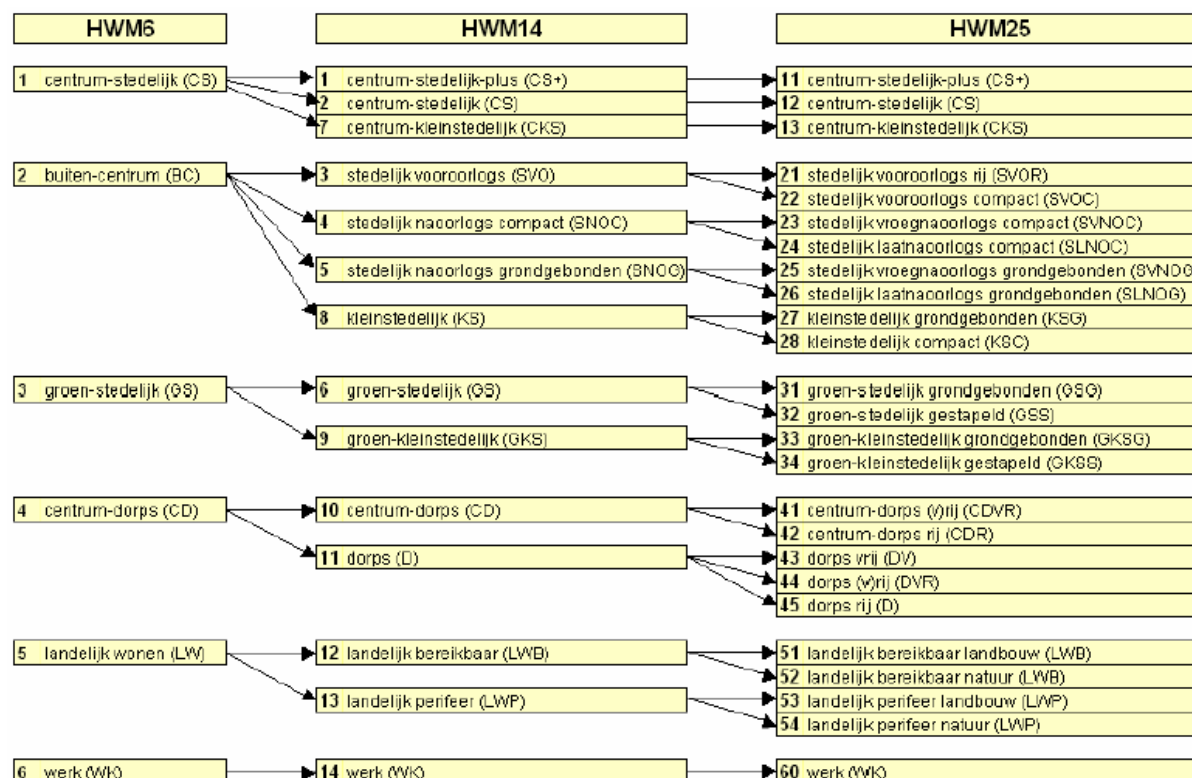 HWM6 HWM14 HWM25
1 centrum-stedelijk (CS) 1 centrum-stedelijk-plus (CS+) 11 centrum-stedelijk-plus (CS+)
2 centrum-stedelijk (CS) 12 centrum-stedelijk (CS)
7 centrum-kleinstedelijk (CKS) 13 centrum-kleinstedelijk (CKS)
2 buiten-centrum (BC) 3 stedelijk vooroorlogs (SVO) 21 stedelijk vooroorlogs rij (SVOR)
22 stedelijk vooroorlogs compact (SVOC)
4 stedelijk naoorlogs compact (SNOC) 23 stedelijk vroegnaoorlogs compact (SVNOC)
24 stedelijk laatnaoorlogs compact (SLNOC)
5 stedelijk naoorlogs grondgebonden (SNOG) 25 stedelijk vroegnaoorlogs grondgebonden (SVNOG
26 stedelijk laatnaoorlogs grondgebonden (SLNOG)
8 kleinstedelijk (KS) 27 kleinstedelijk grondgebonden (KSG)
28 kleinstedelijk compact (KSC)
3 groen-stedelijk (GS) 6 groen-stedelijk (GS) 31 groen-stedelijk grondgebonden (GSG)
32 groen-stedelijk gestapeld (GSS)
9 groen-kleinstedelijk (GKS) 33 groen-kleinstedelijk grondgebonden (GKSG)
34 groen-kleinstedelijk gestapeld (GKSS)
4 centrum-dorps (CD) 10 centrum-dorps (CD) 41 centrum-dorps (v)rij (CDVR)
42 centrum-dorps rij (CDR)
11 dorps (D) 43 dorps vrij (DV)
44 dorps (v)rij (DVR)
45 dorps rij (D)
5 landelijk wonen (LW) 12 landelijk bereikbaar (LWB) 51 landelijk bereikbaar landbouw (LWB)
52 landelijk bereikbaar natuur (LWB)
13 landelijk perifeer (LWP) 53 landelijk perifeer landbouw (LWP)
54 landelijk perifeer natuur (LWP)
6 werk (WK) 14 werk (WK) 60 werk (WK)